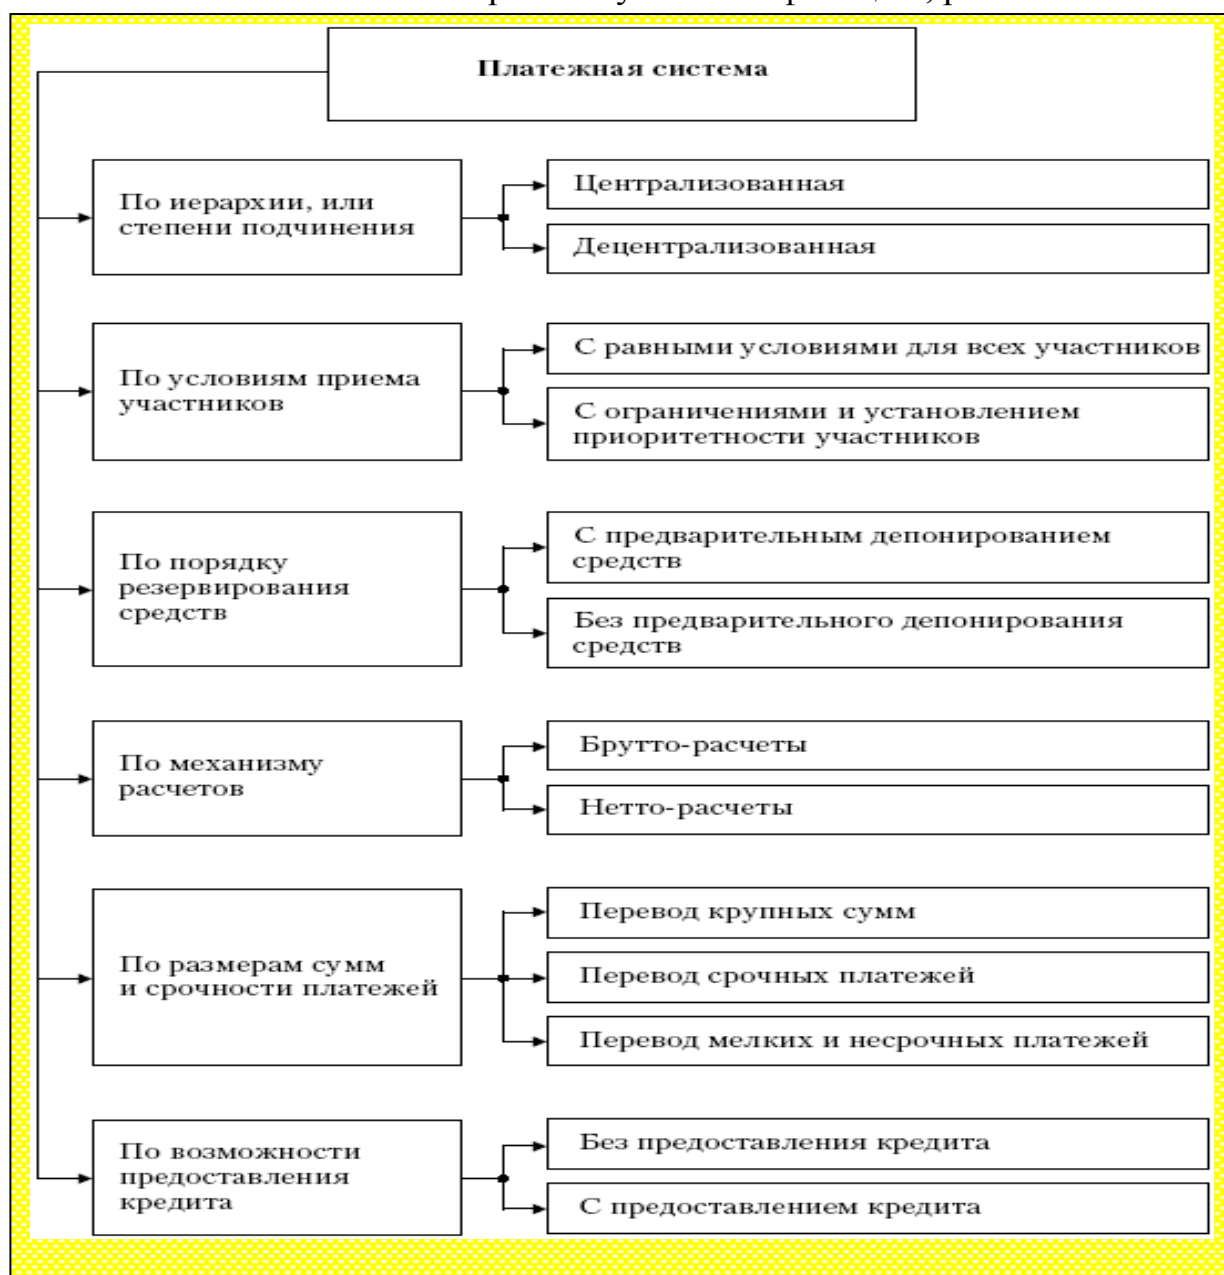 Платежная система
По иерархии, или
степени подчинения
Централизованная
Децентрализованная
По условиям приема
участников
С равными условиями для всех участников
С ограничениями и установлением
приоритетности участников
По порядку
резервирования
средств
С предварительным депонированием
средств
Без предварительного депонирования
средств
По механизму
расчетов
Брутто-расчеты
Нетто-расчеты
По размерам сумм
и срочности платежей
Перевод крупных сумм
Перевод срочных платежей
Перевод мелких и несрочных платежей
По возможности
предоставления
кредита
Без предоставления кредита
С предоставлением кредита